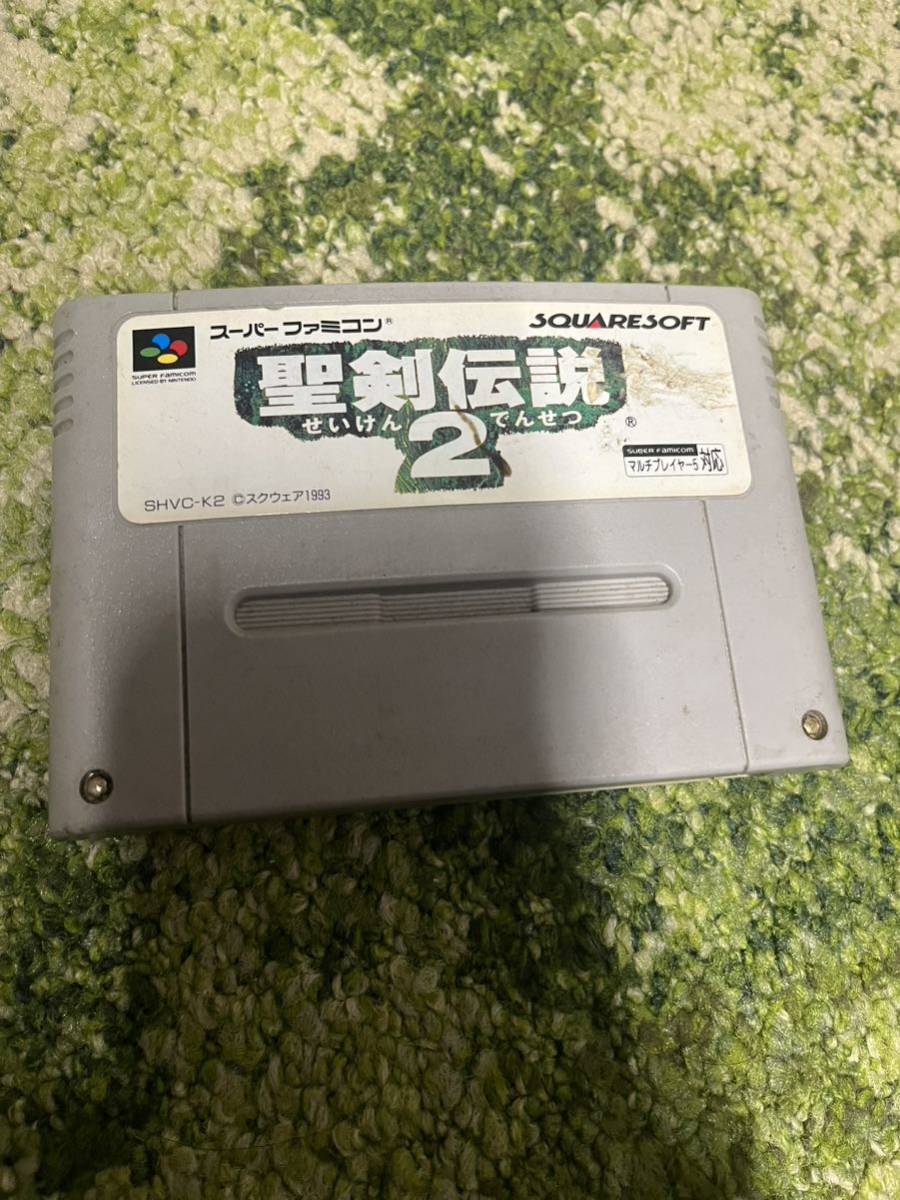 スーパーファミコン®
SQUARESOFT
SUPER FAMICOM
LICENSED BY NINTENDO
聖剣伝説
せいけん でんせつ
2
®
SUPER FAMICOM
マルチプレイヤー5 対応
SHVC-K2 ©スクウェア1993